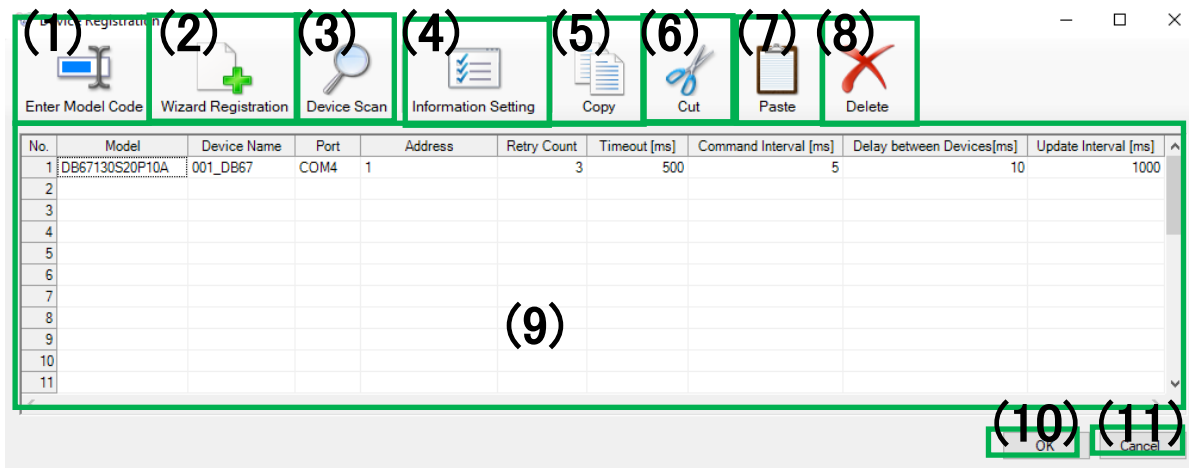 Device Registration
(1) (2) (3) (4) (5) (6) (7) (8)
Enter Model Code Wizard Registration Device Scan Information Setting Copy Cut Paste Delete
No. Model Device Name Port Address Retry Count Timeout [ms] Command Interval [ms] Delay between Devices[ms] Update Interval [ms]
1 DB67130S20P10A 001_DB67 COM4 1 3 500 5 10 1000
2
3
4
5
6
7
8
(9)
9
10
11
(10) (11)
OK Cancel